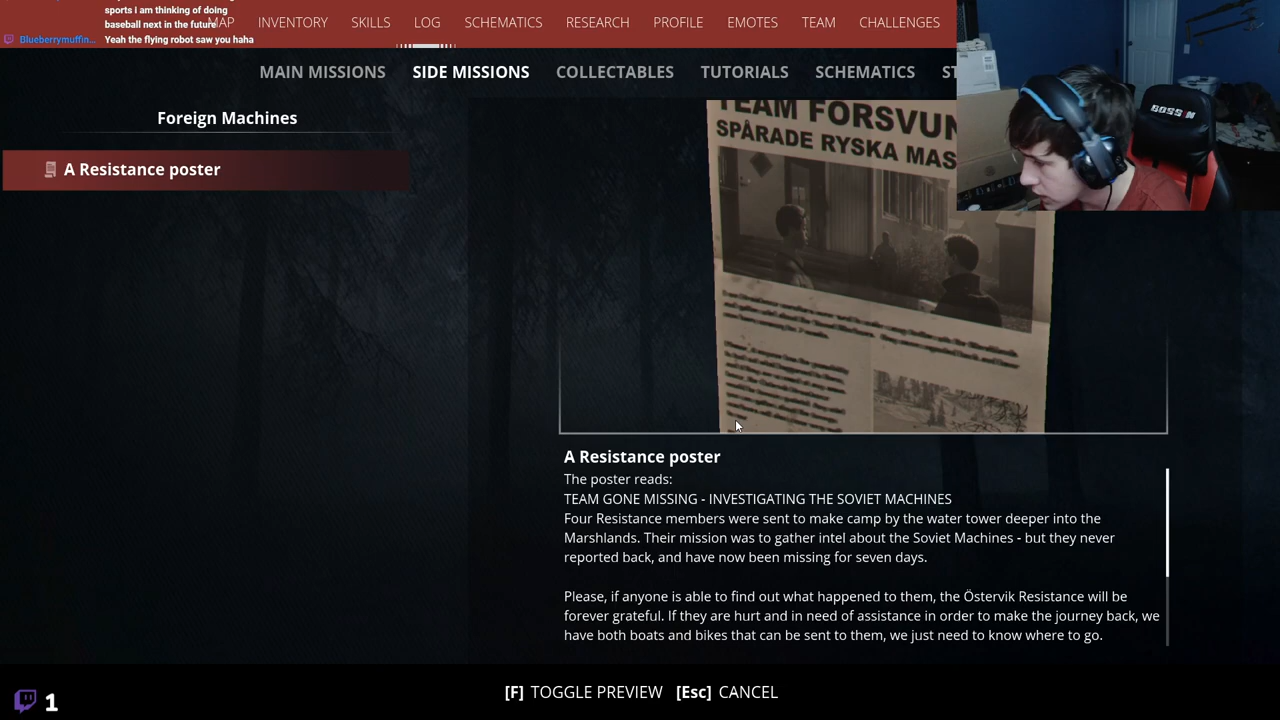 sports i am thinking of doing
baseball next in the future
Blueberrymuffin... Yeah the flying robot saw you haha
MAP INVENTORY SKILLS LOG SCHEMATICS RESEARCH PROFILE EMOTES TEAM CHALLENGES
MAIN MISSIONS SIDE MISSIONS COLLECTABLES TUTORIALS SCHEMATICS ST
Foreign Machines
A Resistance poster
TEAM FÖRSVUN
SPÅRADE RYSKA MAS
BOSSIN
A Resistance poster
The poster reads:
TEAM GONE MISSING - INVESTIGATING THE SOVIET MACHINES
Four Resistance members were sent to make camp by the water tower deeper into the
Marshlands. Their mission was to gather intel about the Soviet Machines - but they never
reported back, and have now been missing for seven days.
Please, if anyone is able to find out what happened to them, the Östervik Resistance will be
forever grateful. If they are hurt and in need of assistance in order to make the journey back, we
have both boats and bikes that can be sent to them, we just need to know where to go.
1
[F] TOGGLE PREVIEW [Esc] CANCEL